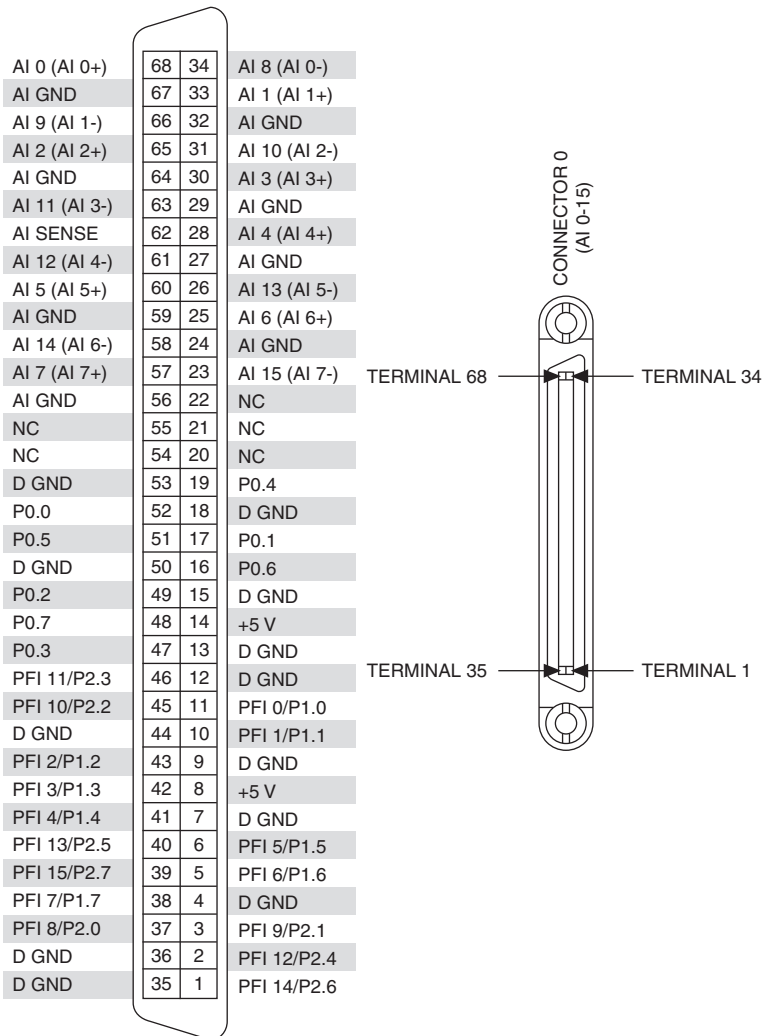 AI 0 (AI 0+) 68 34 AI 8 (AI 0-)
AI GND 67 33 AI 1 (AI 1+)
AI 9 (AI 1-) 66 32 AI GND
AI 2 (AI 2+) 65 31 AI 10 (AI 2-)
AI GND 64 30 AI 3 (AI 3+)
AI 11 (AI 3-) 63 29 AI GND
AI SENSE 62 28 AI 4 (AI 4+)
AI 12 (AI 4-) 61 27 AI GND
AI 5 (AI 5+) 60 26 AI 13 (AI 5-)
AI GND 59 25 AI 6 (AI 6+)
AI 14 (AI 6-) 58 24 AI GND
AI 7 (AI 7+) 57 23 AI 15 (AI 7-)
AI GND 56 22 NC
NC 55 21 NC
NC 54 20 NC
D GND 53 19 P0.4
P0.0 52 18 D GND
P0.5 51 17 P0.1
D GND 50 16 P0.6
P0.2 49 15 D GND
P0.7 48 14 +5 V
P0.3 47 13 D GND
PFI 11/P2.3 46 12 D GND
PFI 10/P2.2 45 11 PFI 0/P1.0
D GND 44 10 PFI 1/P1.1
PFI 2/P1.2 43 9 D GND
PFI 3/P1.3 42 8 +5 V
PFI 4/P1.4 41 7 D GND
PFI 13/P2.5 40 6 PFI 5/P1.5
PFI 15/P2.7 39 5 PFI 6/P1.6
PFI 7/P1.7 38 4 D GND
PFI 8/P2.0 37 3 PFI 9/P2.1
D GND 36 2 PFI 12/P2.4
D GND 35 1 PFI 14/P2.6
CONNECTOR 0
(AI 0-15)
TERMINAL 68
TERMINAL 34
TERMINAL 35
TERMINAL 1